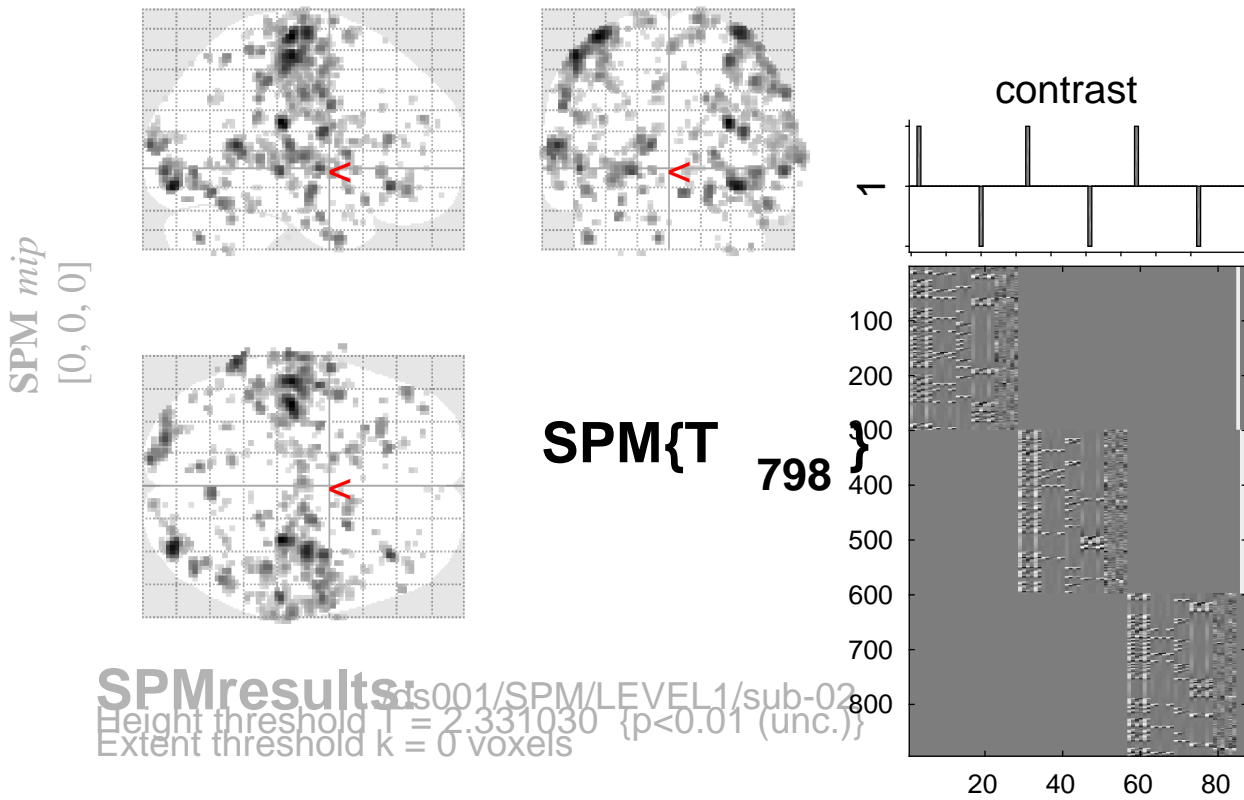 SPM mip
[0, 0, 0]
<
<
<
SPM{T
798
}
contrast
1
100
200
300
400
500
600
700
800
20
40
60
80
SPMresults: ./ds001/SPM/LEVEL1/sub-02
Height threshold T = 2.331030 {p<0.01 (unc.)}
Extent threshold k = 0 voxels